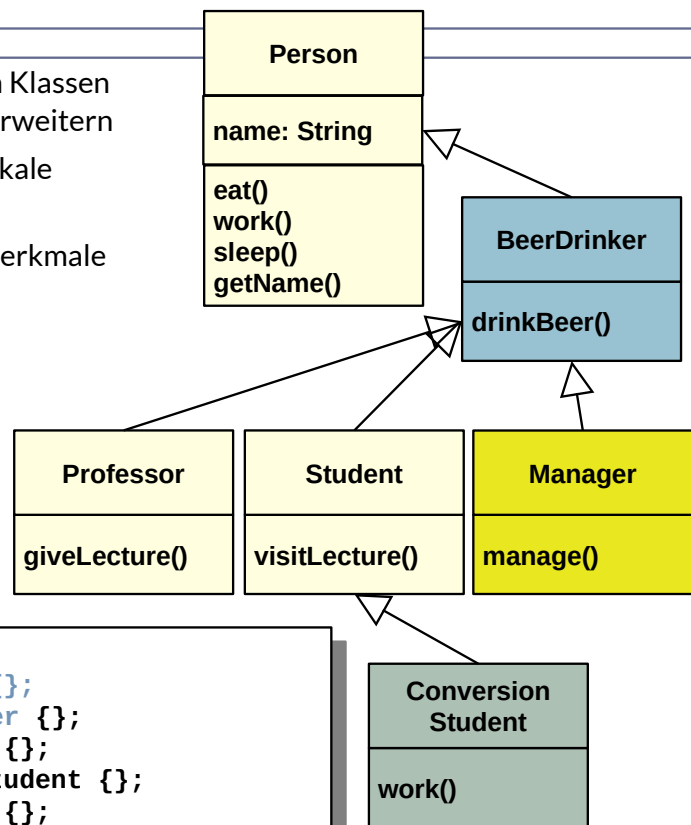 Klassen
rweitern
kale
erkmale
Person
name: String
eat()
work()
sleep()
getName()
BeerDrinker
drinkBeer()
Professor
giveLecture()
Student
visitLecture()
Manager
manage()
{};
er {};
{};
tudent {};
{};
Conversion
Student
work()